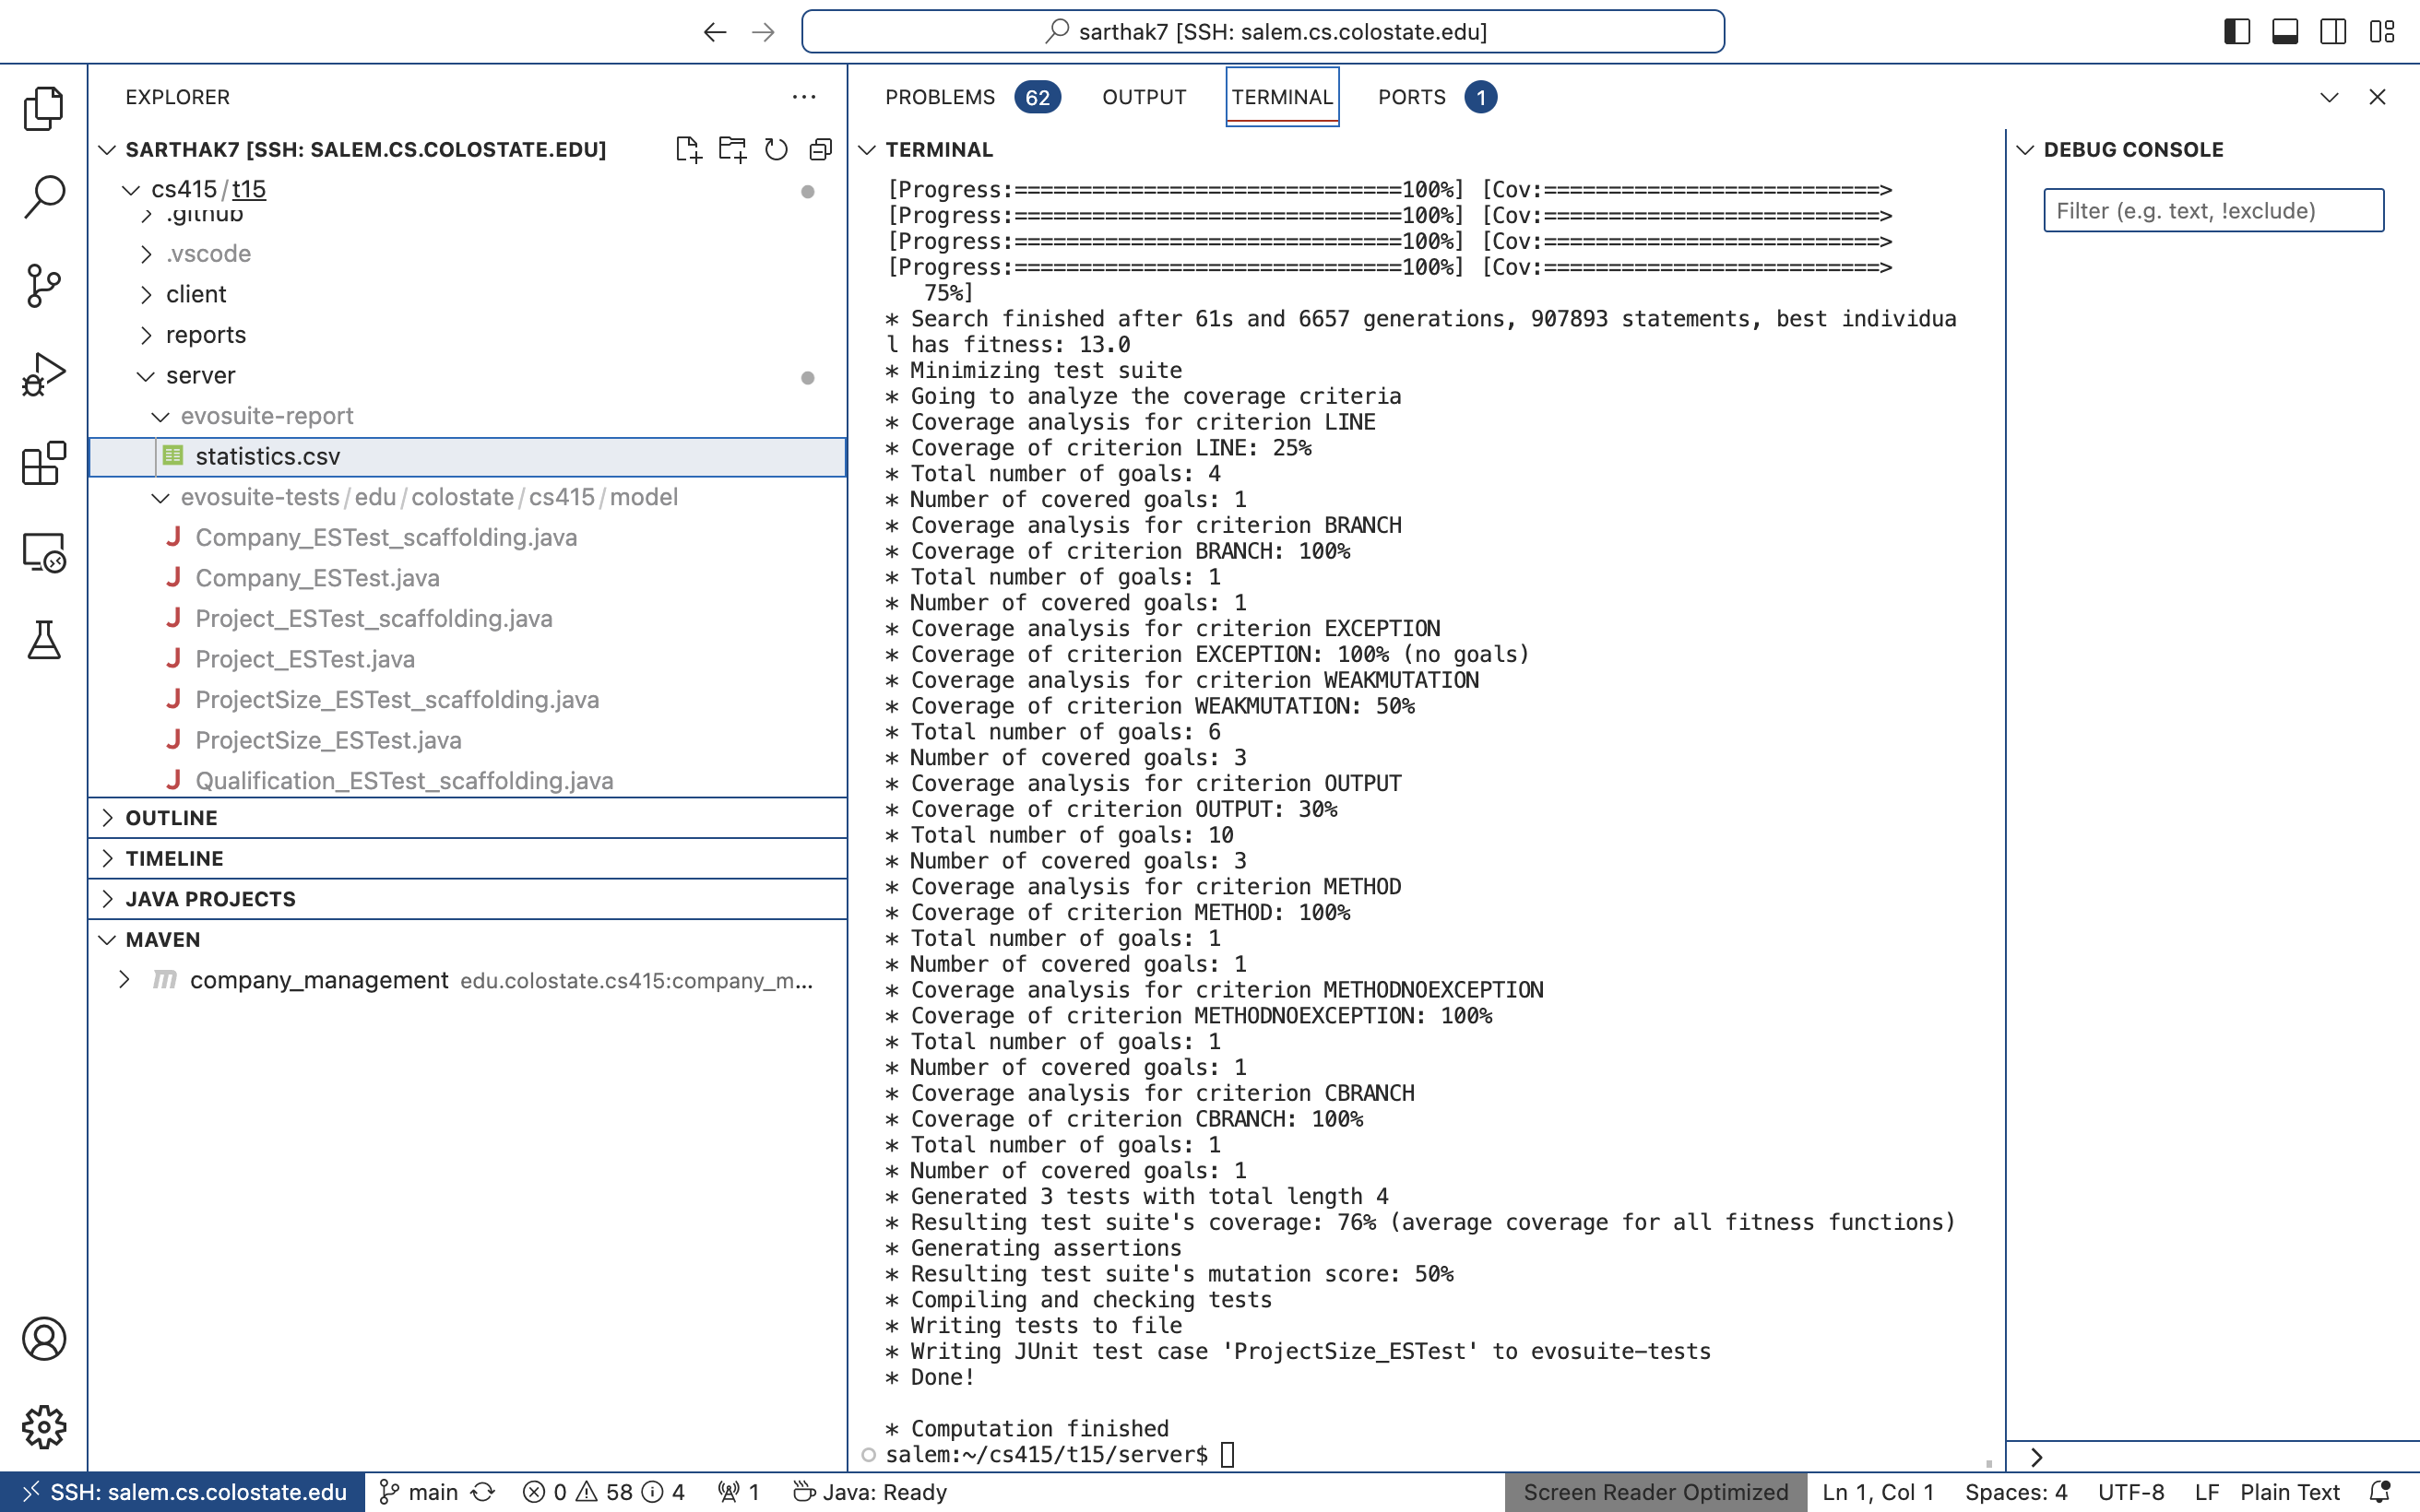 sarthak7 [SSH: salem.cs.colostate.edu]
EXPLORER
SARTHAK7 [SSH: SALEM.CS.COLOSTATE.EDU]
cs415/t15
.github
.vscode
client
reports
server
evosuite-report
statistics.csv
evosuite-tests/edu/colostate/cs415/model
Company_ESTest_scaffolding.java
Company_ESTest.java
Project_ESTest_scaffolding.java
Project_ESTest.java
ProjectSize_ESTest_scaffolding.java
ProjectSize_ESTest.java
Qualification_ESTest_scaffolding.java
OUTLINE
TIMELINE
JAVA PROJECTS
MAVEN
company_management edu.colostate.cs415:company_m...
PROBLEMS 62 OUTPUT TERMINAL PORTS 1
TERMINAL
[Progress:==============================100%] [Cov:==========================>
[Progress:==============================100%] [Cov:==========================>
[Progress:==============================100%] [Cov:==========================>
[Progress:==============================100%] [Cov:==========================>
75%]
* Search finished after 61s and 6657 generations, 907893 statements, best individua
l has fitness: 13.0
* Minimizing test suite
* Going to analyze the coverage criteria
* Coverage analysis for criterion LINE
* Coverage of criterion LINE: 25%
* Total number of goals: 4
* Number of covered goals: 1
* Coverage analysis for criterion BRANCH
* Coverage of criterion BRANCH: 100%
* Total number of goals: 1
* Number of covered goals: 1
* Coverage analysis for criterion EXCEPTION
* Coverage of criterion EXCEPTION: 100% (no goals)
* Coverage analysis for criterion WEAKMUTATION
* Coverage of criterion WEAKMUTATION: 50%
* Total number of goals: 6
* Number of covered goals: 3
* Coverage analysis for criterion OUTPUT
* Coverage of criterion OUTPUT: 30%
* Total number of goals: 10
* Number of covered goals: 3
* Coverage analysis for criterion METHOD
* Coverage of criterion METHOD: 100%
* Total number of goals: 1
* Number of covered goals: 1
* Coverage analysis for criterion METHODNOEXCEPTION
* Coverage of criterion METHODNOEXCEPTION: 100%
* Total number of goals: 1
* Number of covered goals: 1
* Coverage analysis for criterion CBRANCH
* Coverage of criterion CBRANCH: 100%
* Total number of goals: 1
* Number of covered goals: 1
* Generated 3 tests with total length 4
* Resulting test suite's coverage: 76% (average coverage for all fitness functions)
* Generating assertions
* Resulting test suite's mutation score: 50%
* Compiling and checking tests
* Writing tests to file
* Writing JUnit test case 'ProjectSize_ESTest' to evosuite-tests
* Done!
* Computation finished
salem:~/cs415/t15/server$
DEBUG CONSOLE
Filter (e.g. text, !exclude)
SSH: salem.cs.colostate.edu main 0 58 4 1 Java: Ready Screen Reader Optimized Ln 1, Col 1 Spaces: 4 UTF-8 LF Plain Text